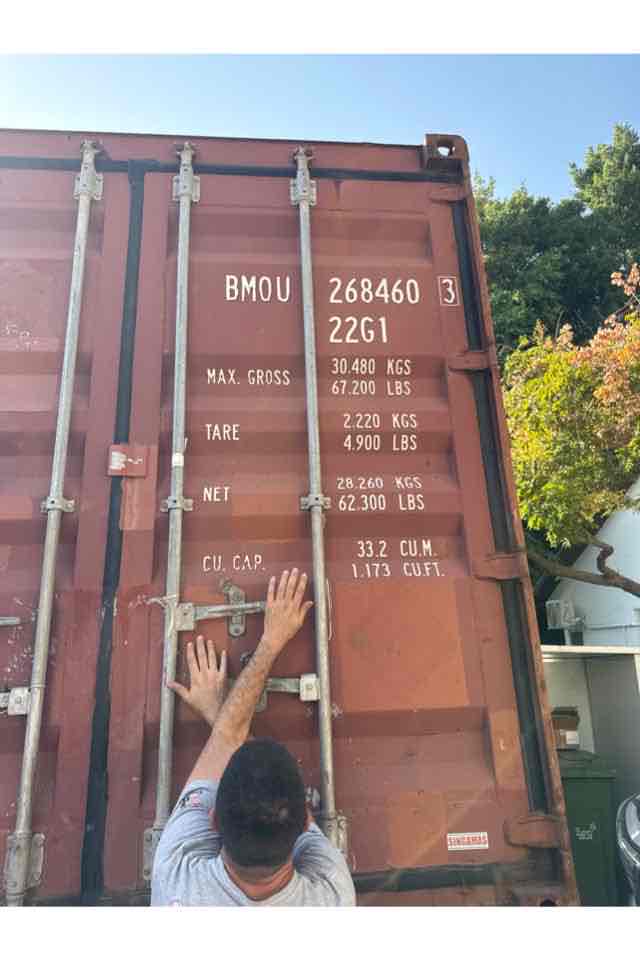 BMOU 268460 3
22G1
MAX. GROSS 30.480 KGS
67.200 LBS
TARE 2.220 KGS
4.900 LBS
NET 28.260 KGS
62.300 LBS
CU. CAP. 33.2 CU.M.
1.173 CU.FT.
SINGAMAS